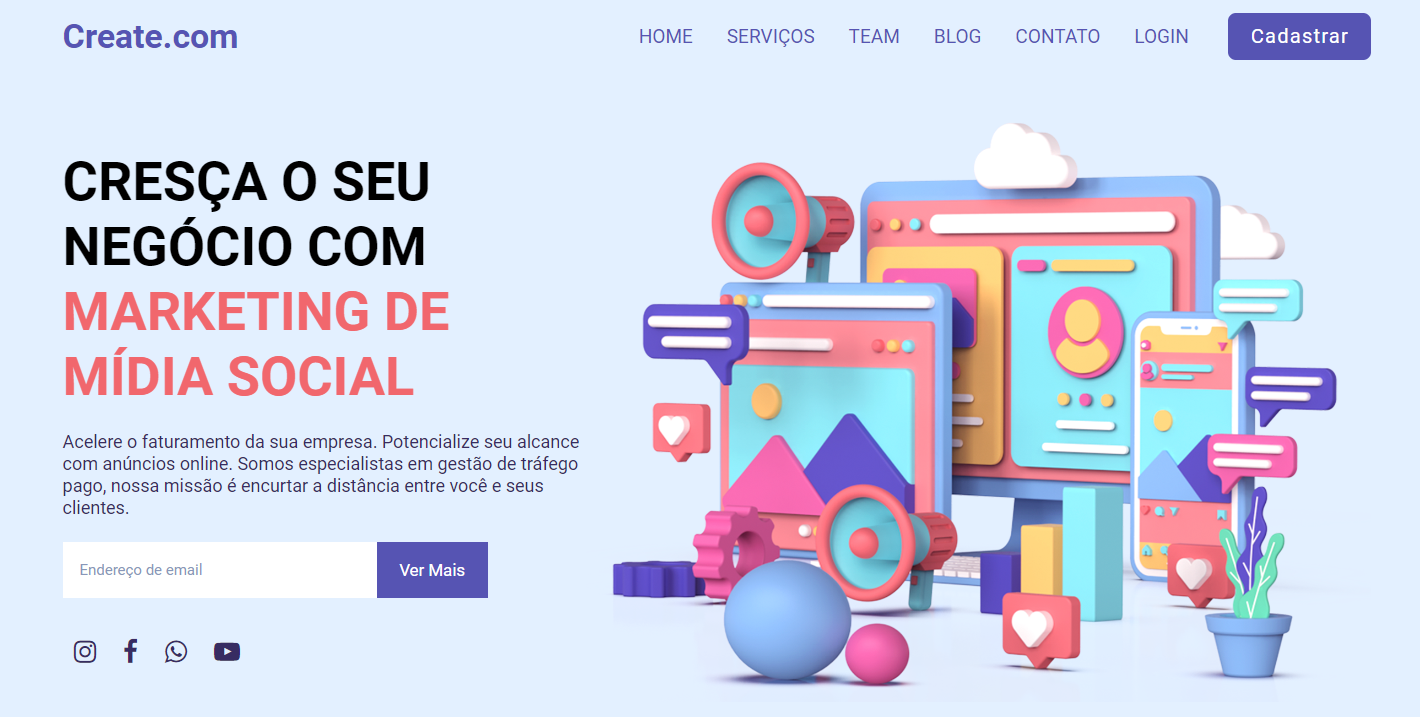 Create.com
HOME SERVIÇOS TEAM BLOG CONTATO LOGIN Cadastrar
CRESÇA O SEU
NEGÓCIO COM
MARKETING DE
MÍDIA SOCIAL
Acelere o faturamento da sua empresa. Potencialize seu alcance
com anúncios online. Somos especialistas em gestão de tráfego
pago, nossa missão é encurtar a distância entre você e seus
clientes.
Endereço de email Ver Mais